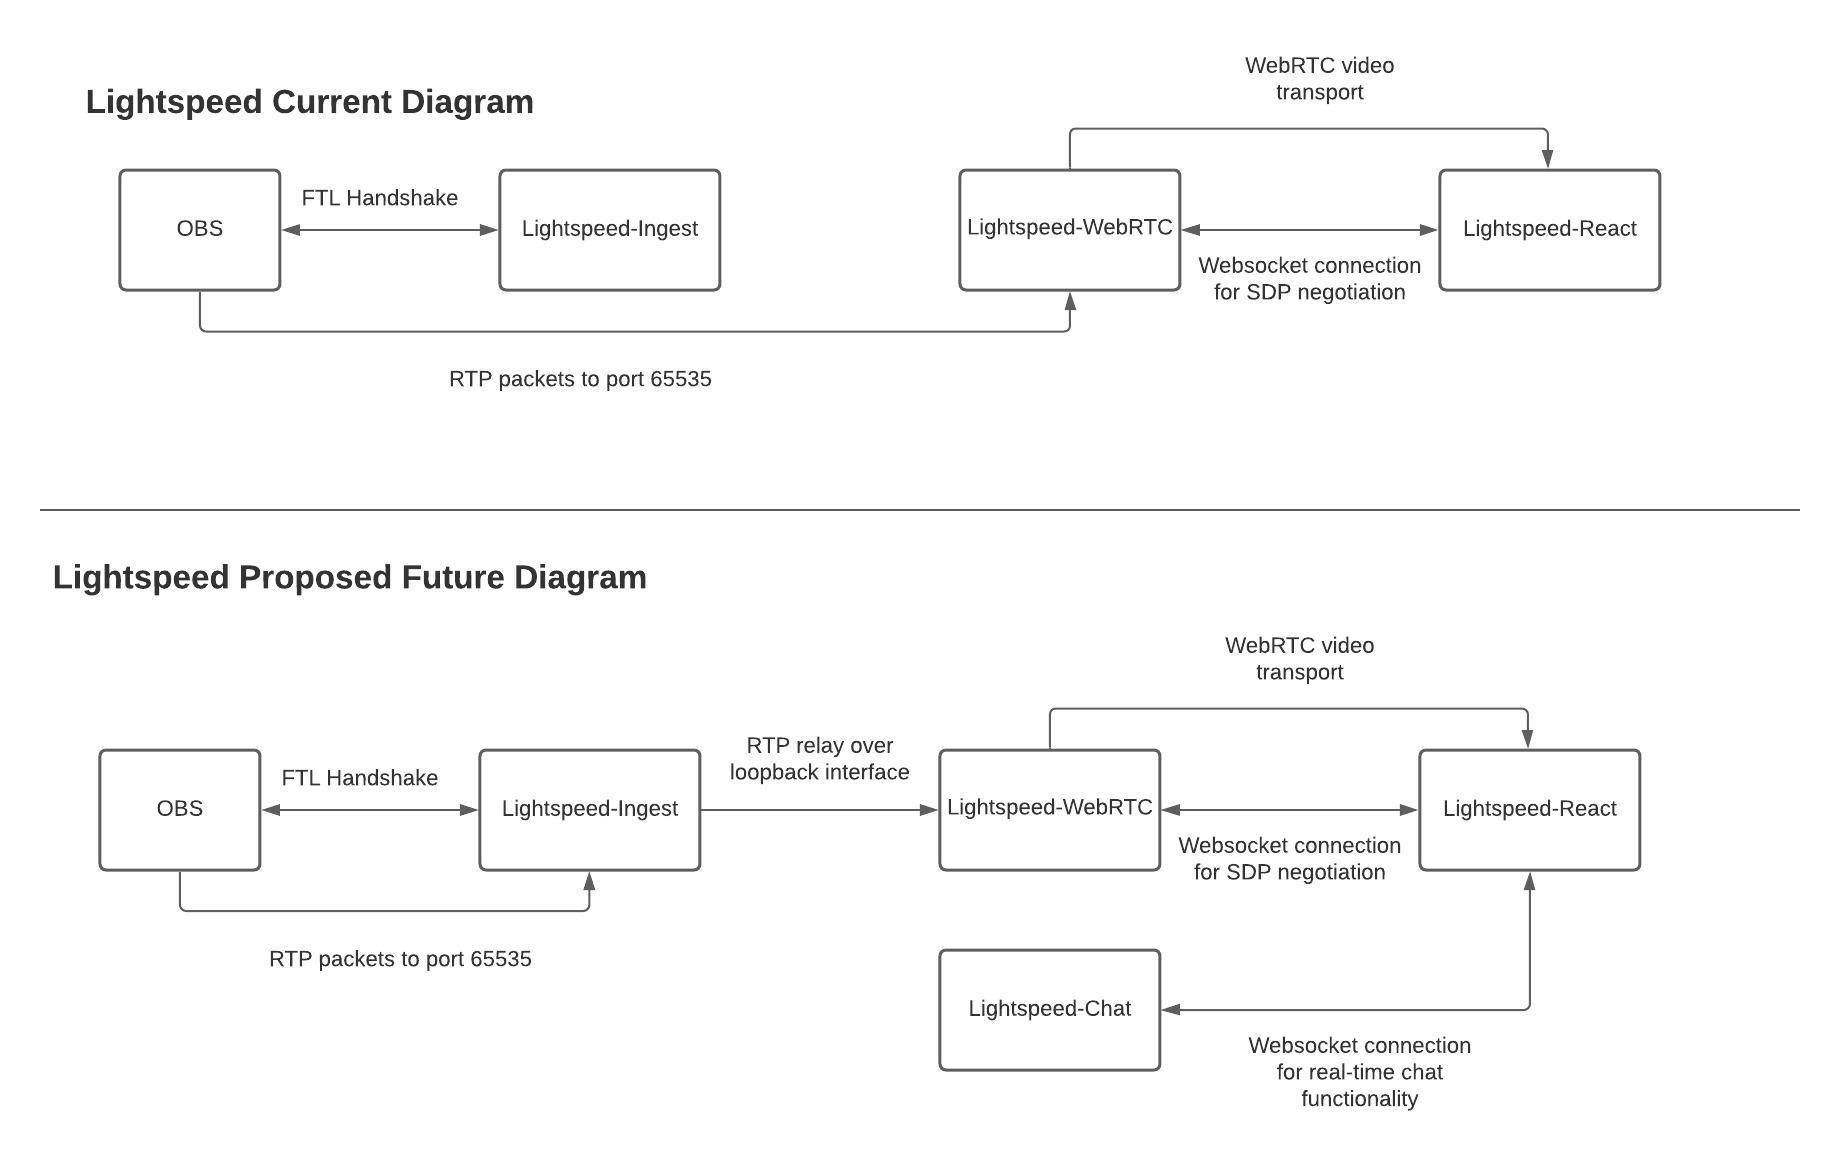 WebRTC video
transport
Lightspeed Current Diagram
OBS
FTL Handshake
Lightspeed-Ingest
Lightspeed-WebRTC
Lightspeed-React
Websocket connection
for SDP negotiation
RTP packets to port 65535
Lightspeed Proposed Future Diagram
WebRTC video
transport
RTP relay over
loopback interface
OBS
FTL Handshake
Lightspeed-Ingest
Lightspeed-WebRTC
Lightspeed-React
Websocket connection
for SDP negotiation
RTP packets to port 65535
Lightspeed-Chat
Websocket connection
for real-time chat
functionality